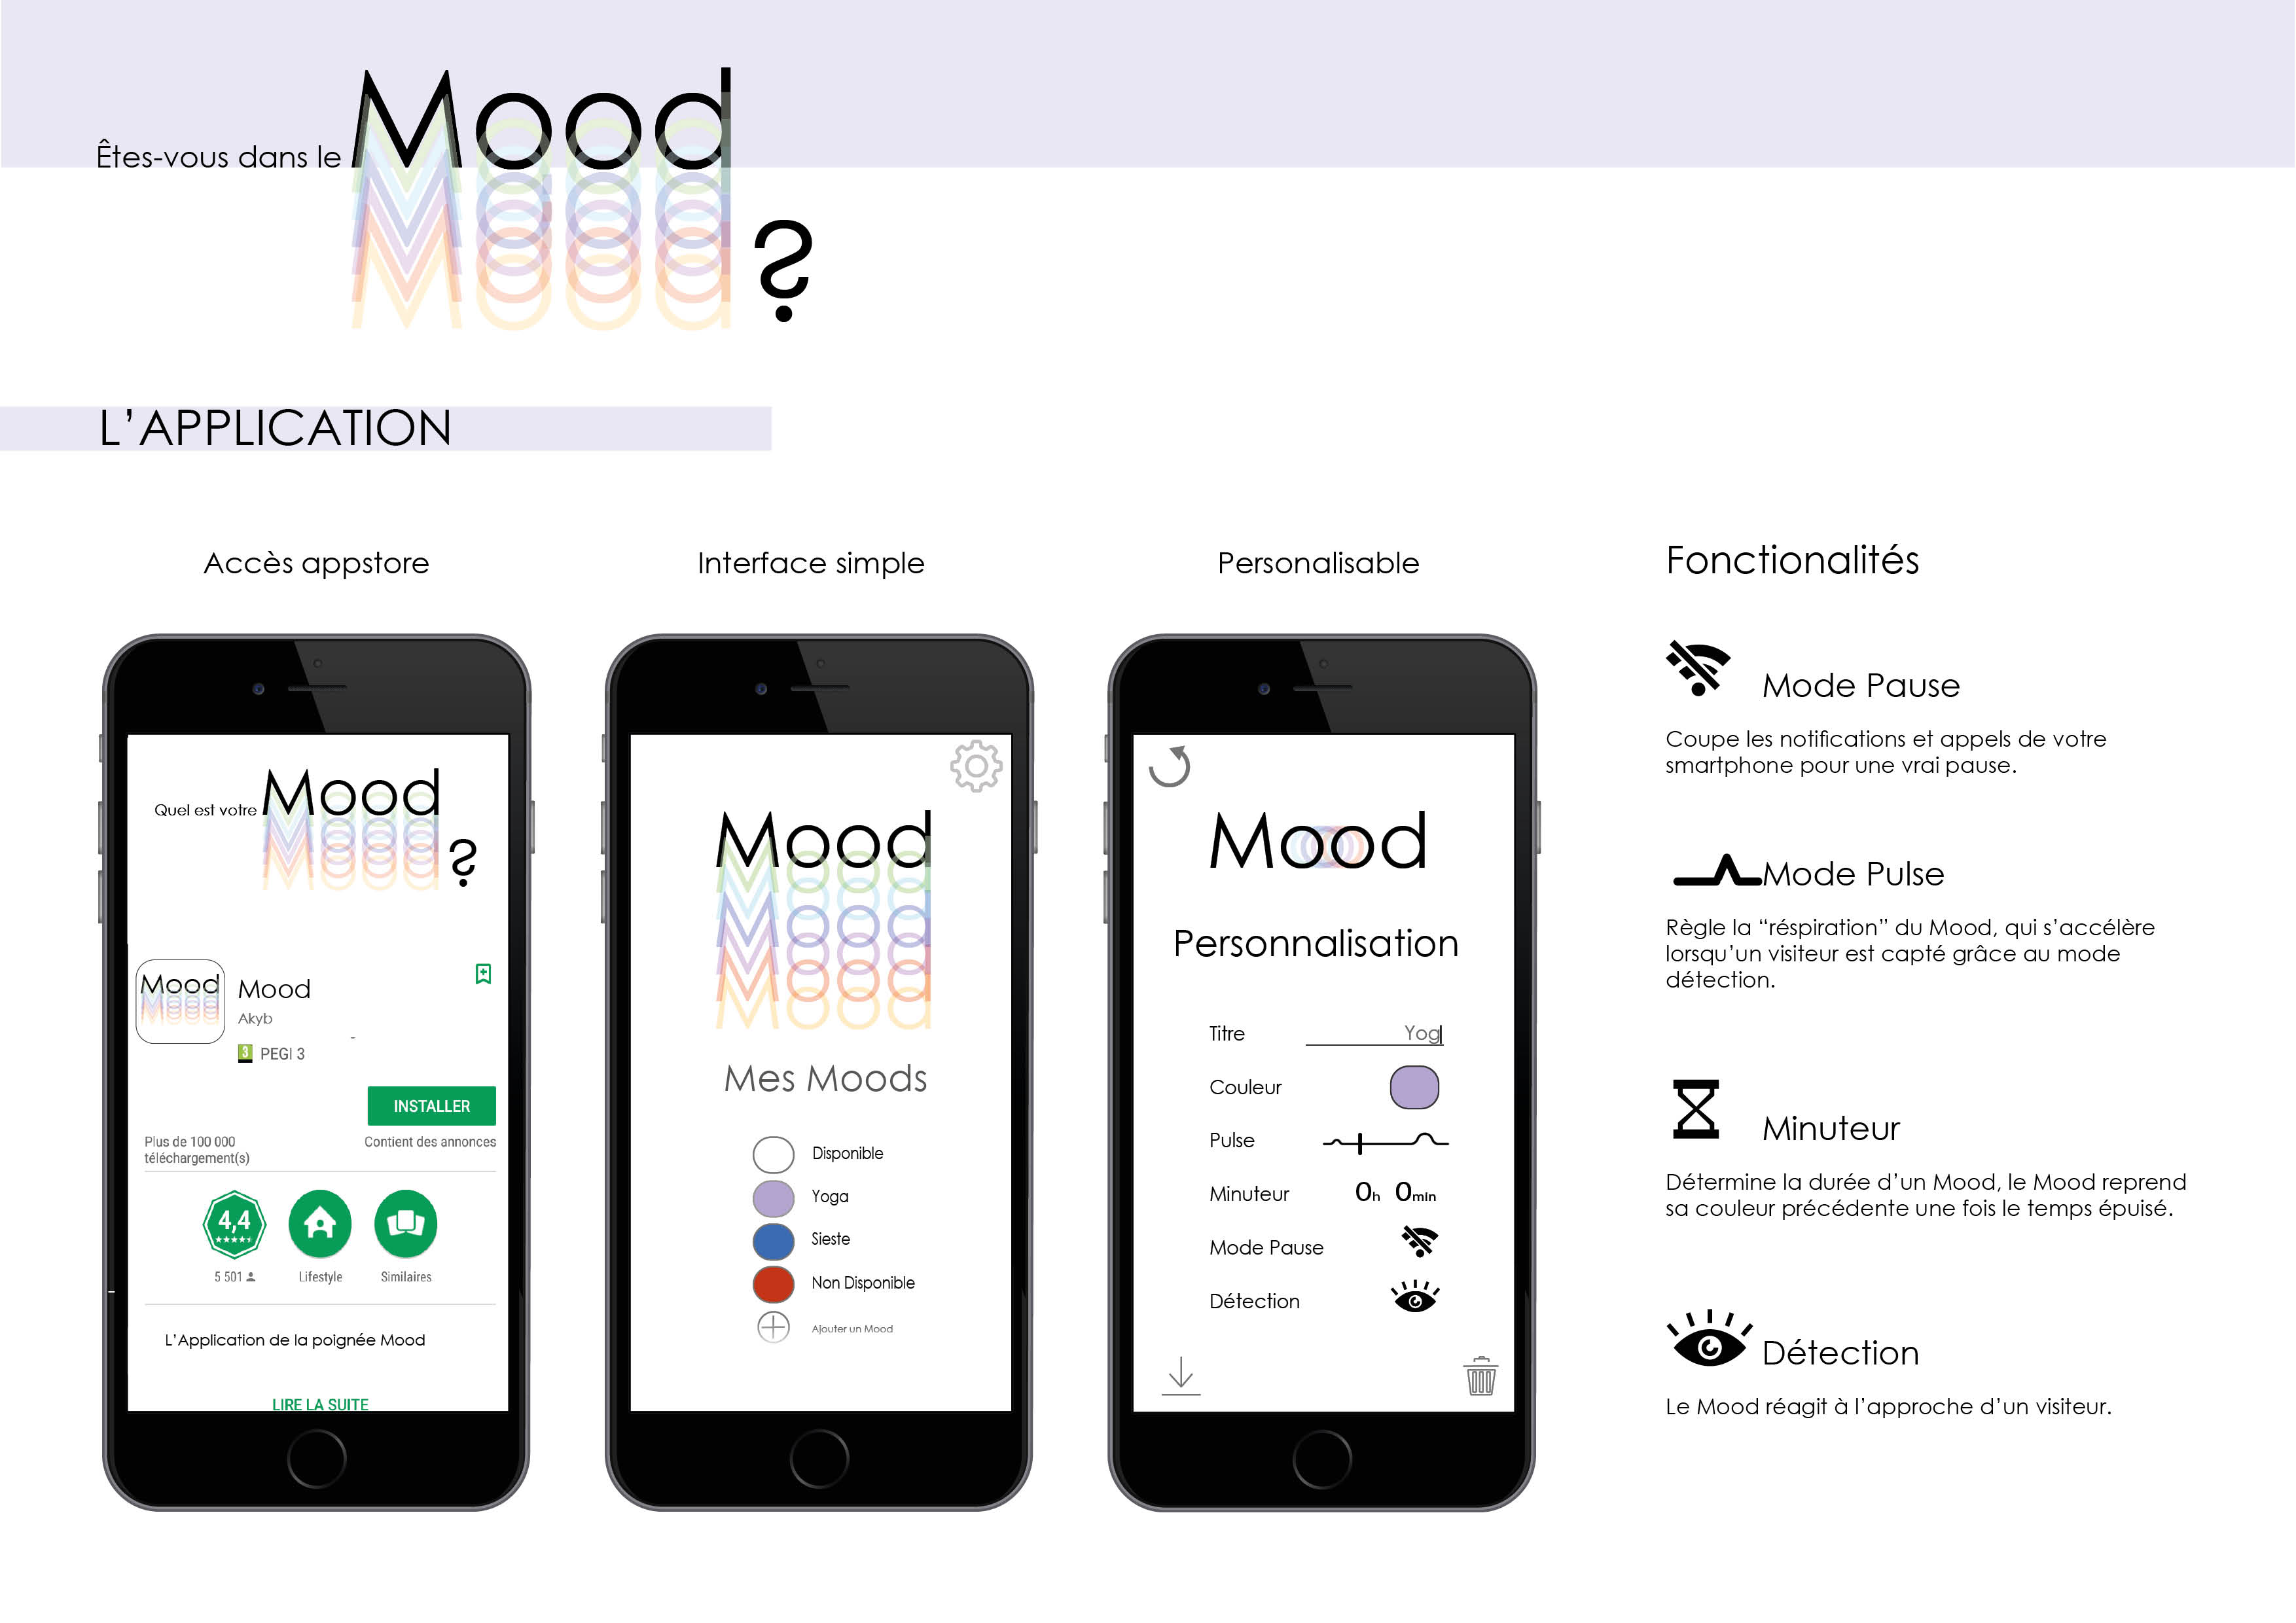 Êtes-vous dans le Mood ?
L’APPLICATION
Accès appstore
Quel est votre Mood ?
Mood
Mood
Akyb
3 PEGI 3
INSTALLER
Plus de 100 000
téléchargement(s)
Contient des annonces
4,4
5 501
Lifestyle
Similaires
L’Application de la poignée Mood
LIRE LA SUITE
Interface simple
Mood
Mes Moods
Disponible
Yoga
Sieste
Non Disponible
Ajouter un Mood
Personalisable
Mood
Personnalisation
Titre Yog
Couleur
Pulse
Minuteur 0h 0min
Mode Pause
Détection
Fonctionalités
Mode Pause
Coupe les notifications et appels de votre
smartphone pour une vrai pause.
Mode Pulse
Règle la “réspiration” du Mood, qui s’accélère
lorsqu’un visiteur est capté grâce au mode
détection.
Minuteur
Détermine la durée d’un Mood, le Mood reprend
sa couleur précédente une fois le temps épuisé.
Détection
Le Mood réagit à l’approche d’un visiteur.